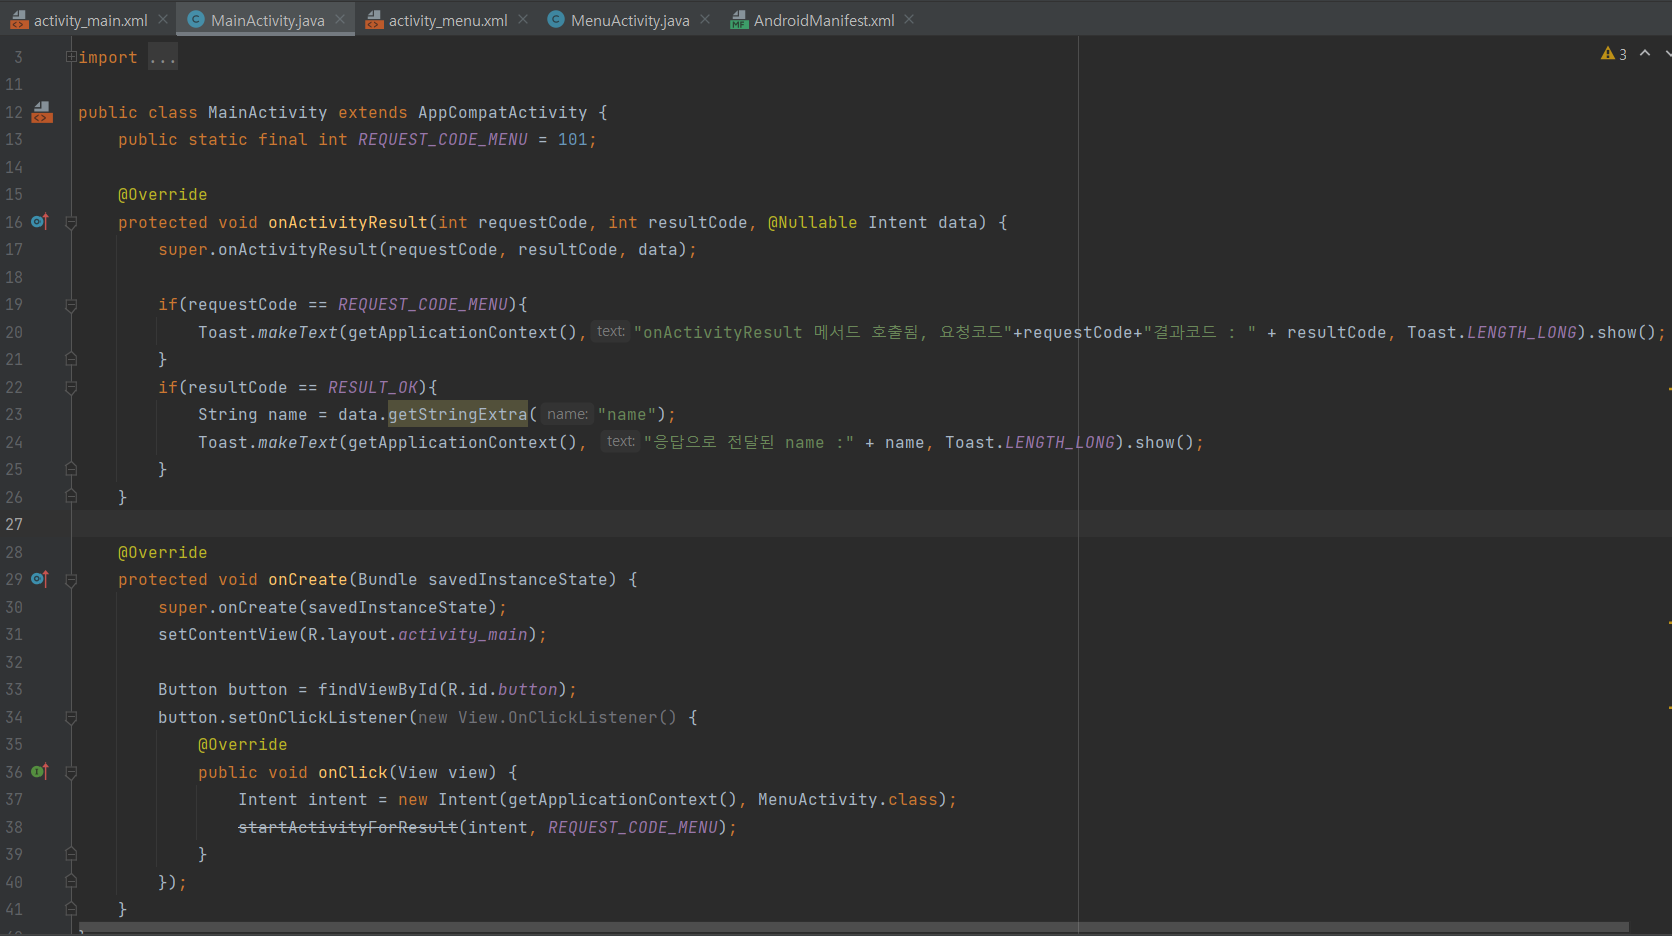 activity_main.xml MainActivity.java activity_menu.xml MenuActivity.java AndroidManifest.xml
3 import ... 3
11
12 public class MainActivity extends AppCompatActivity {
13 public static final int REQUEST_CODE_MENU = 101;
14
15 @Override
16 protected void onActivityResult(int requestCode, int resultCode, @Nullable Intent data) {
17 super.onActivityResult(requestCode, resultCode, data);
18
19 if(requestCode == REQUEST_CODE_MENU){
20 Toast.makeText(getApplicationContext(), text: "onActivityResult 메서드 호출됨, 요청코드"+requestCode+"결과코드 : " + resultCode, Toast.LENGTH_LONG).show();
21 }
22 if(resultCode == RESULT_OK){
23 String name = data.getStringExtra( name: "name");
24 Toast.makeText(getApplicationContext(), text: "응답으로 전달된 name :" + name, Toast.LENGTH_LONG).show();
25 }
26 }
27
28 @Override
29 protected void onCreate(Bundle savedInstanceState) {
30 super.onCreate(savedInstanceState);
31 setContentView(R.layout.activity_main);
32
33 Button button = findViewById(R.id.button);
34 button.setOnClickListener(new View.OnClickListener() {
35 @Override
36 public void onClick(View view) {
37 Intent intent = new Intent(getApplicationContext(), MenuActivity.class);
38 startActivityForResult(intent, REQUEST_CODE_MENU);
39 }
40 });
41 }